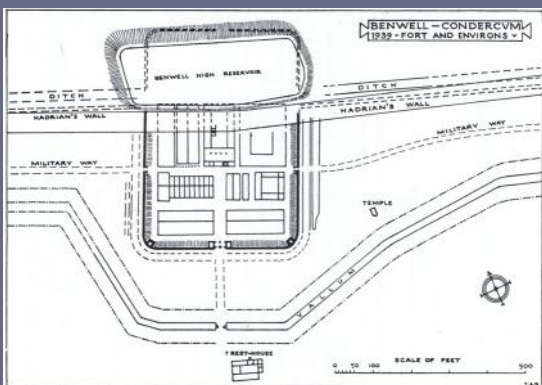 BENWELL – CONDERCVM
1939 - FORT AND ENVIRONS
BENWELL HIGH RESERVOIR
DITCH
DITCH
HADRIAN'S WALL
HADRIAN'S WALL
MILITARY WAY
MILITARY WAY
TEMPLE
VALLUM
? REST-HOUSE
SCALE OF FEET
0 50 100 500